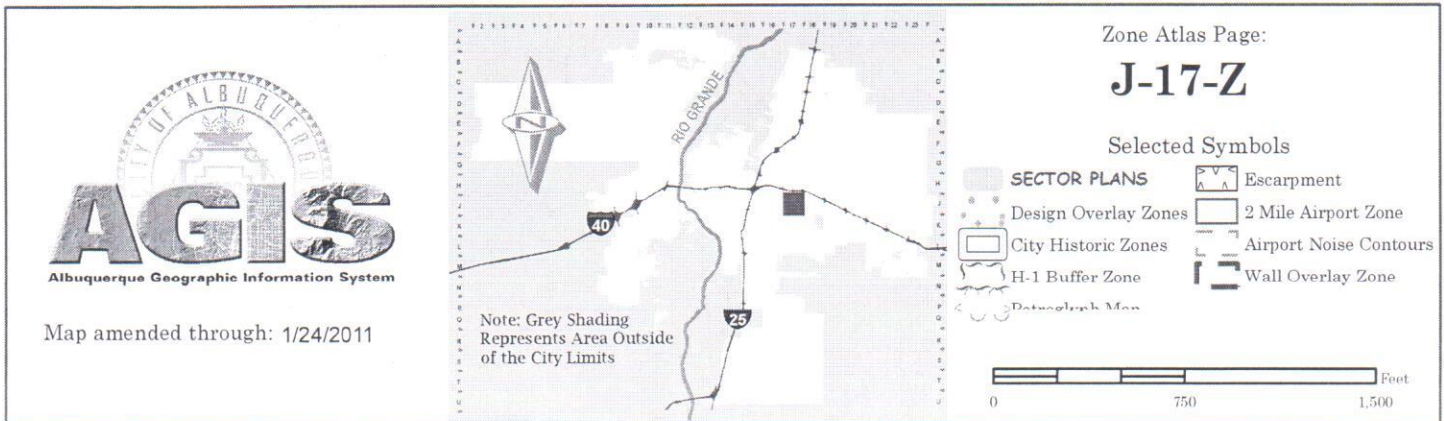 CITY OF ALBUQUERQUE
AGIS
Albuquerque Geographic Information System
Map amended through: 1/24/2011
RIO GRANDE
40
25
Note: Grey Shading
Represents Area Outside
of the City Limits
Zone Atlas Page:
J-17-Z
Selected Symbols
SECTOR PLANS
Design Overlay Zones
City Historic Zones
H-1 Buffer Zone
Petroglyph Mon
Escarpment
2 Mile Airport Zone
Airport Noise Contours
Wall Overlay Zone
Feet
0 750 1,500